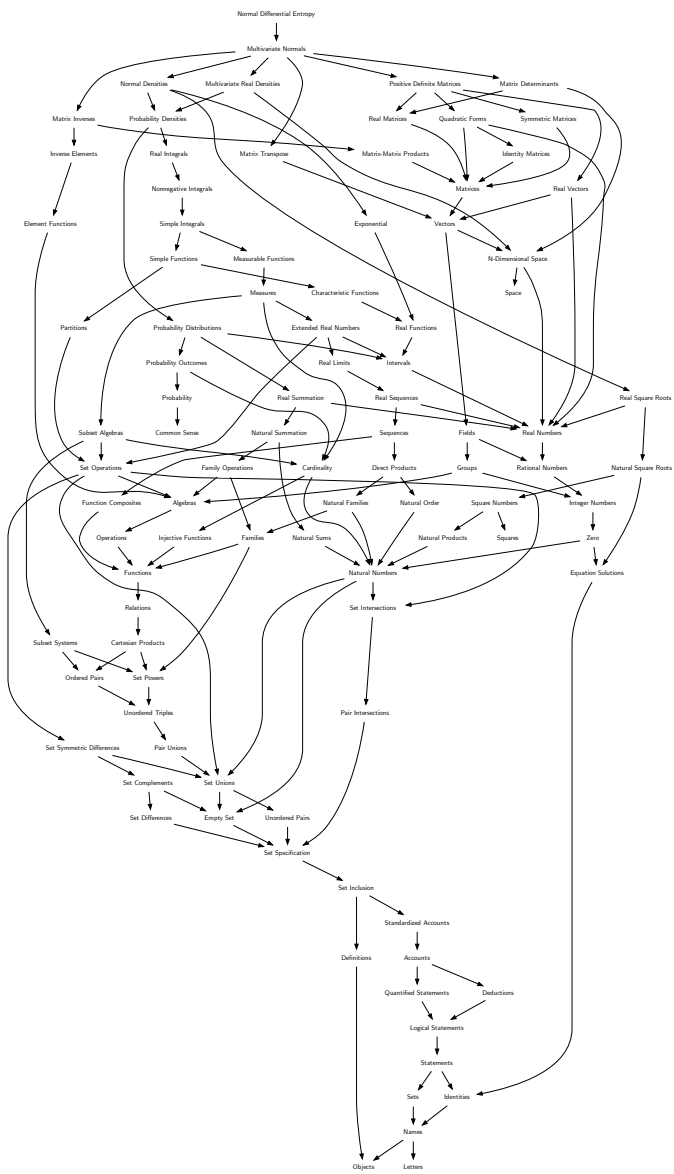 Normal Differential Entropy
Multivariate Normals
Normal Densities
Multivariate Real Densities
Positive Definite Matrices
Matrix Determinants
Matrix Inverses
Probability Densities
Real Matrices
Quadratic Forms
Symmetric Matrices
Inverse Elements
Real Integrals
Matrix Transpose
Matrix-Matrix Products
Identity Matrices
Nonnegative Integrals
Matrices
Real Vectors
Element Functions
Simple Integrals
Exponential
Vectors
Simple Functions
Measurable Functions
N-Dimensional Space
Measures
Characteristic Functions
Space
Partitions
Probability Distributions
Extended Real Numbers
Real Functions
Probability Outcomes
Real Limits
Intervals
Probability
Real Summation
Real Sequences
Real Square Roots
Subset Algebras
Common Sense
Natural Summation
Sequences
Fields
Real Numbers
Set Operations
Family Operations
Cardinality
Direct Products
Groups
Rational Numbers
Natural Square Roots
Function Composites
Algebras
Natural Families
Natural Order
Square Numbers
Integer Numbers
Operations
Injective Functions
Families
Natural Sums
Natural Products
Squares
Zero
Functions
Natural Numbers
Equation Solutions
Relations
Set Intersections
Subset Systems
Cartesian Products
Ordered Pairs
Set Powers
Unordered Triples
Pair Intersections
Set Symmetric Differences
Pair Unions
Set Complements
Set Unions
Set Differences
Empty Set
Unordered Pairs
Set Specification
Set Inclusion
Standardized Accounts
Definitions
Accounts
Quantified Statements
Deductions
Logical Statements
Statements
Sets
Identities
Names
Objects
Letters